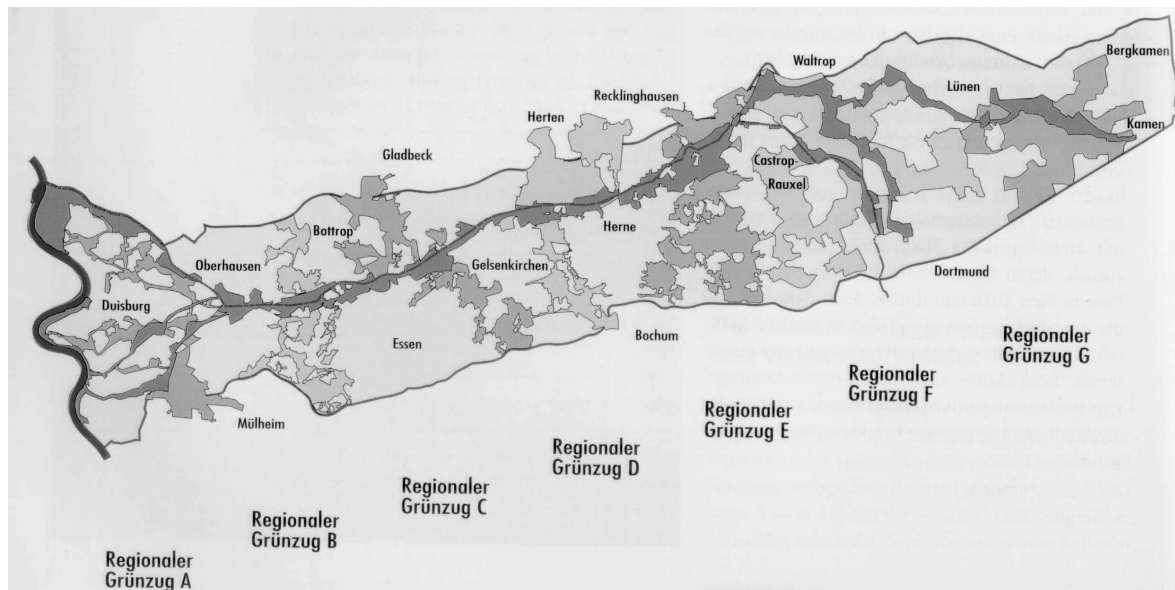 Bergkamen
Waltrop
Lünen
Recklinghausen
Herten
Kamen
Gladbeck
Castrop-
Rauxel
Bottrop
Herne
Oberhausen
Gelsenkirchen
Dortmund
Duisburg
Essen
Bochum
Mülheim
Regionaler
Grünzug G
Regionaler
Grünzug F
Regionaler
Grünzug E
Regionaler
Grünzug D
Regionaler
Grünzug C
Regionaler
Grünzug B
Regionaler
Grünzug A